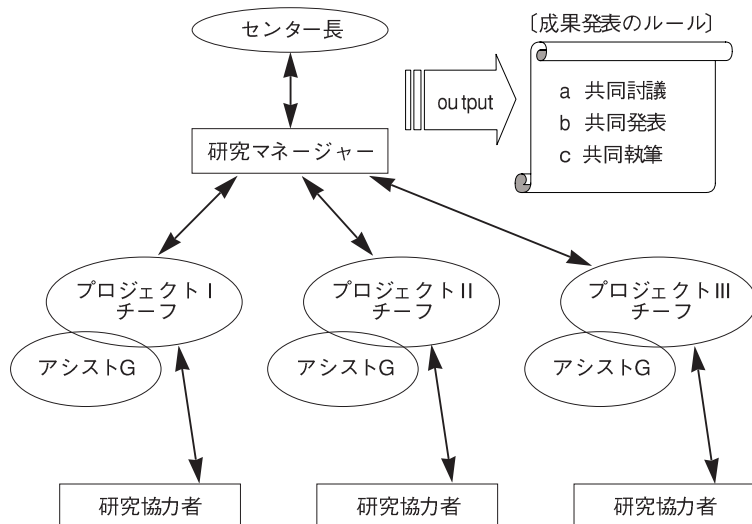 センター長
〔成果発表のルール〕
output
a 共同討議
b 共同発表
c 共同執筆
研究マネージャー
プロジェクトⅠ
チーフ
アシストG
プロジェクトⅡ
チーフ
アシストG
プロジェクトⅢ
チーフ
アシストG
研究協力者
研究協力者
研究協力者